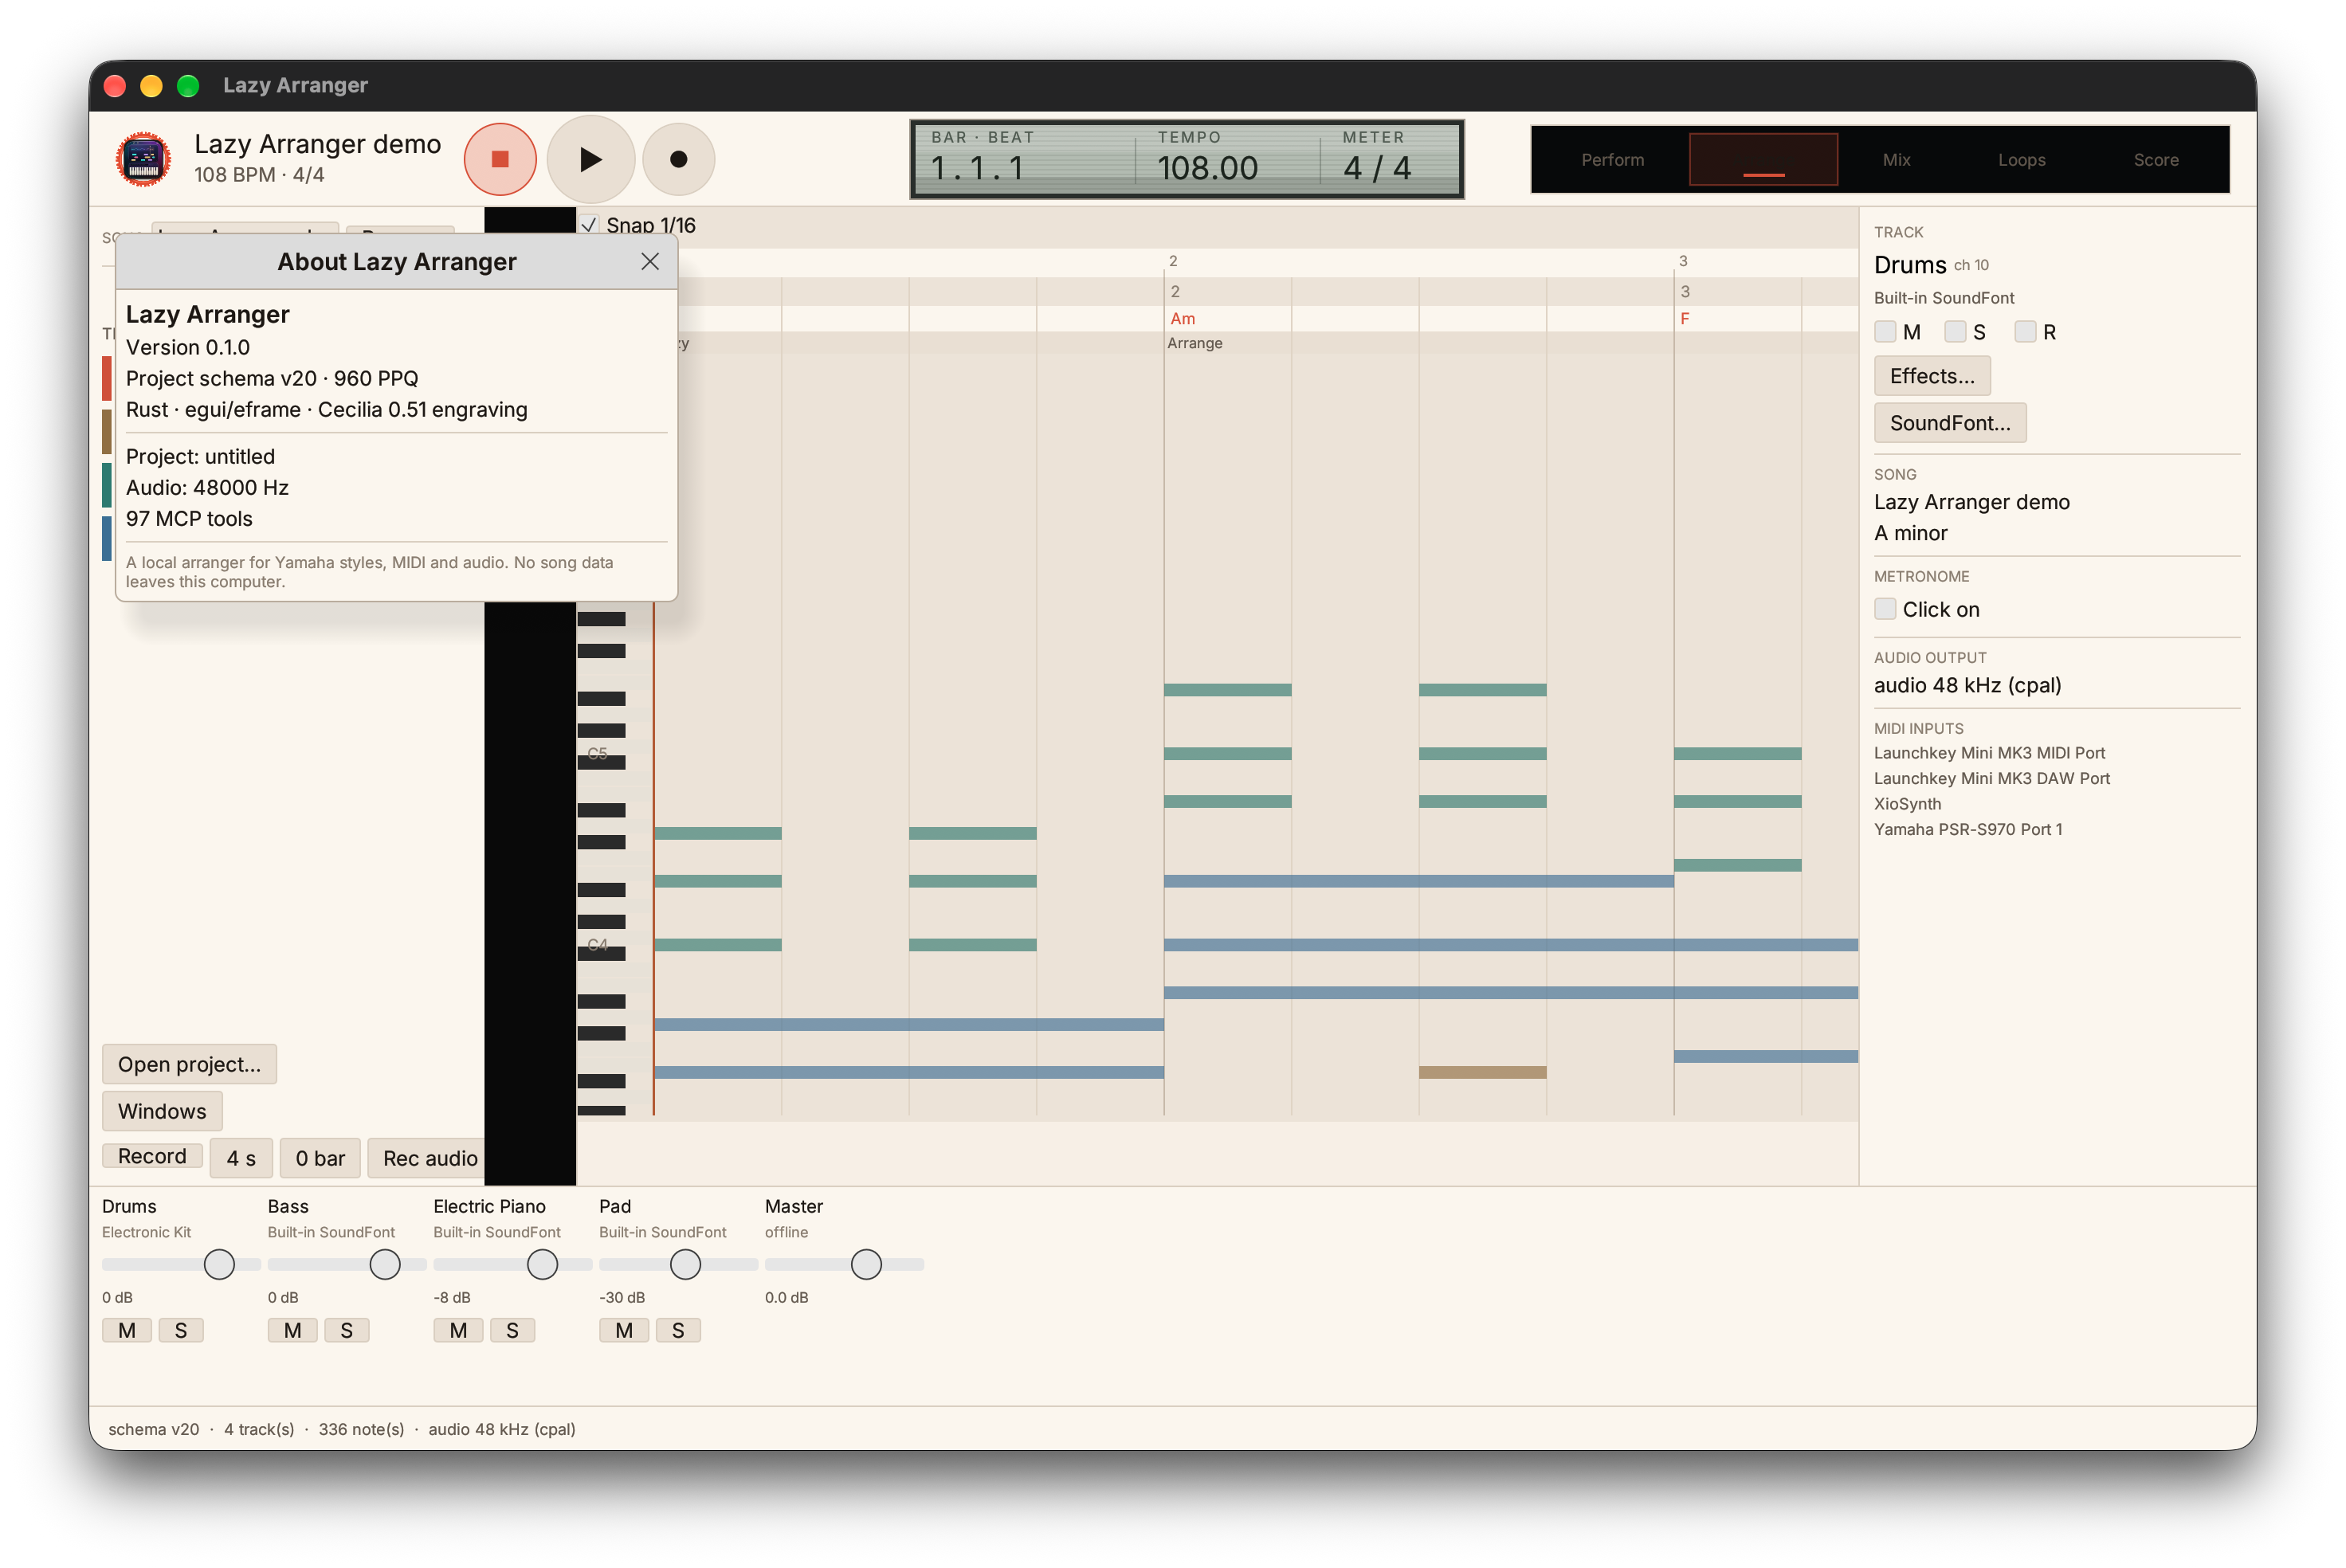 Lazy Arranger
Lazy Arranger demo
108 BPM · 4/4
BAR · BEAT
1.1.1
TEMPO
108.00
METER
4 / 4
Perform
Mix
Loops
Score
Snap 1/16
About Lazy Arranger
Lazy Arranger
Version 0.1.0
Project schema v20 · 960 PPQ
Rust · egui/eframe · Cecilia 0.51 engraving
Project: untitled
Audio: 48000 Hz
97 MCP tools
A local arranger for Yamaha styles, MIDI and audio. No song data
leaves this computer.
2
3
2
3
Am
F
Arrange
C5
C4
Open project...
Windows
Record
4 s
0 bar
Rec audio
TRACK
Drums ch 10
Built-in SoundFont
M S R
Effects...
SoundFont...
SONG
Lazy Arranger demo
A minor
METRONOME
Click on
AUDIO OUTPUT
audio 48 kHz (cpal)
MIDI INPUTS
Launchkey Mini MK3 MIDI Port
Launchkey Mini MK3 DAW Port
XioSynth
Yamaha PSR-S970 Port 1
Drums
Electronic Kit
0 dB
M S
Bass
Built-in SoundFont
0 dB
M S
Electric Piano
Built-in SoundFont
-8 dB
M S
Pad
Built-in SoundFont
-30 dB
M S
Master
offline
0.0 dB
schema v20 · 4 track(s) · 336 note(s) · audio 48 kHz (cpal)